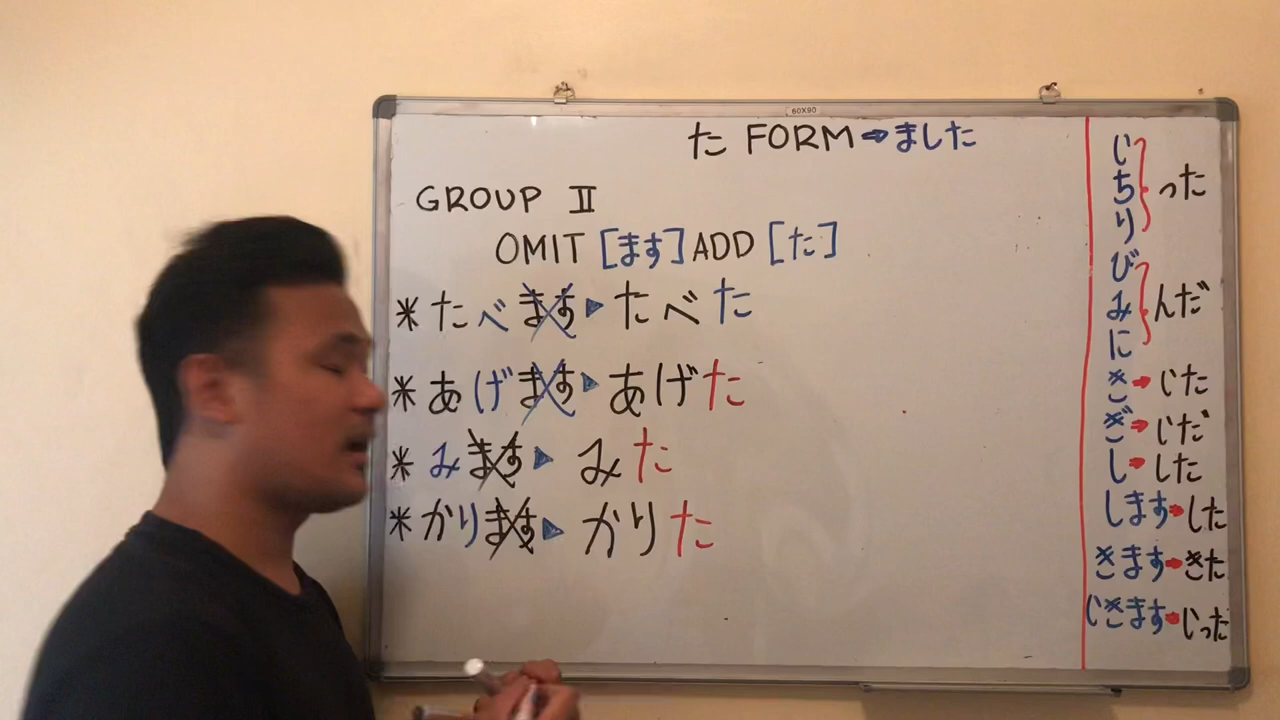 60X90
た FORM➡ました
GROUP Ⅱ
OMIT [ます] ADD [た]
* たべます▶たべた
* あげます▶あげた
* みます▶みた
* かります▶かりた
い
ち
り
った
び
み
に
んだ
き➡いた
ぎ➡いだ
し➡した
します➡した
きます➡きた
いきます➡いった